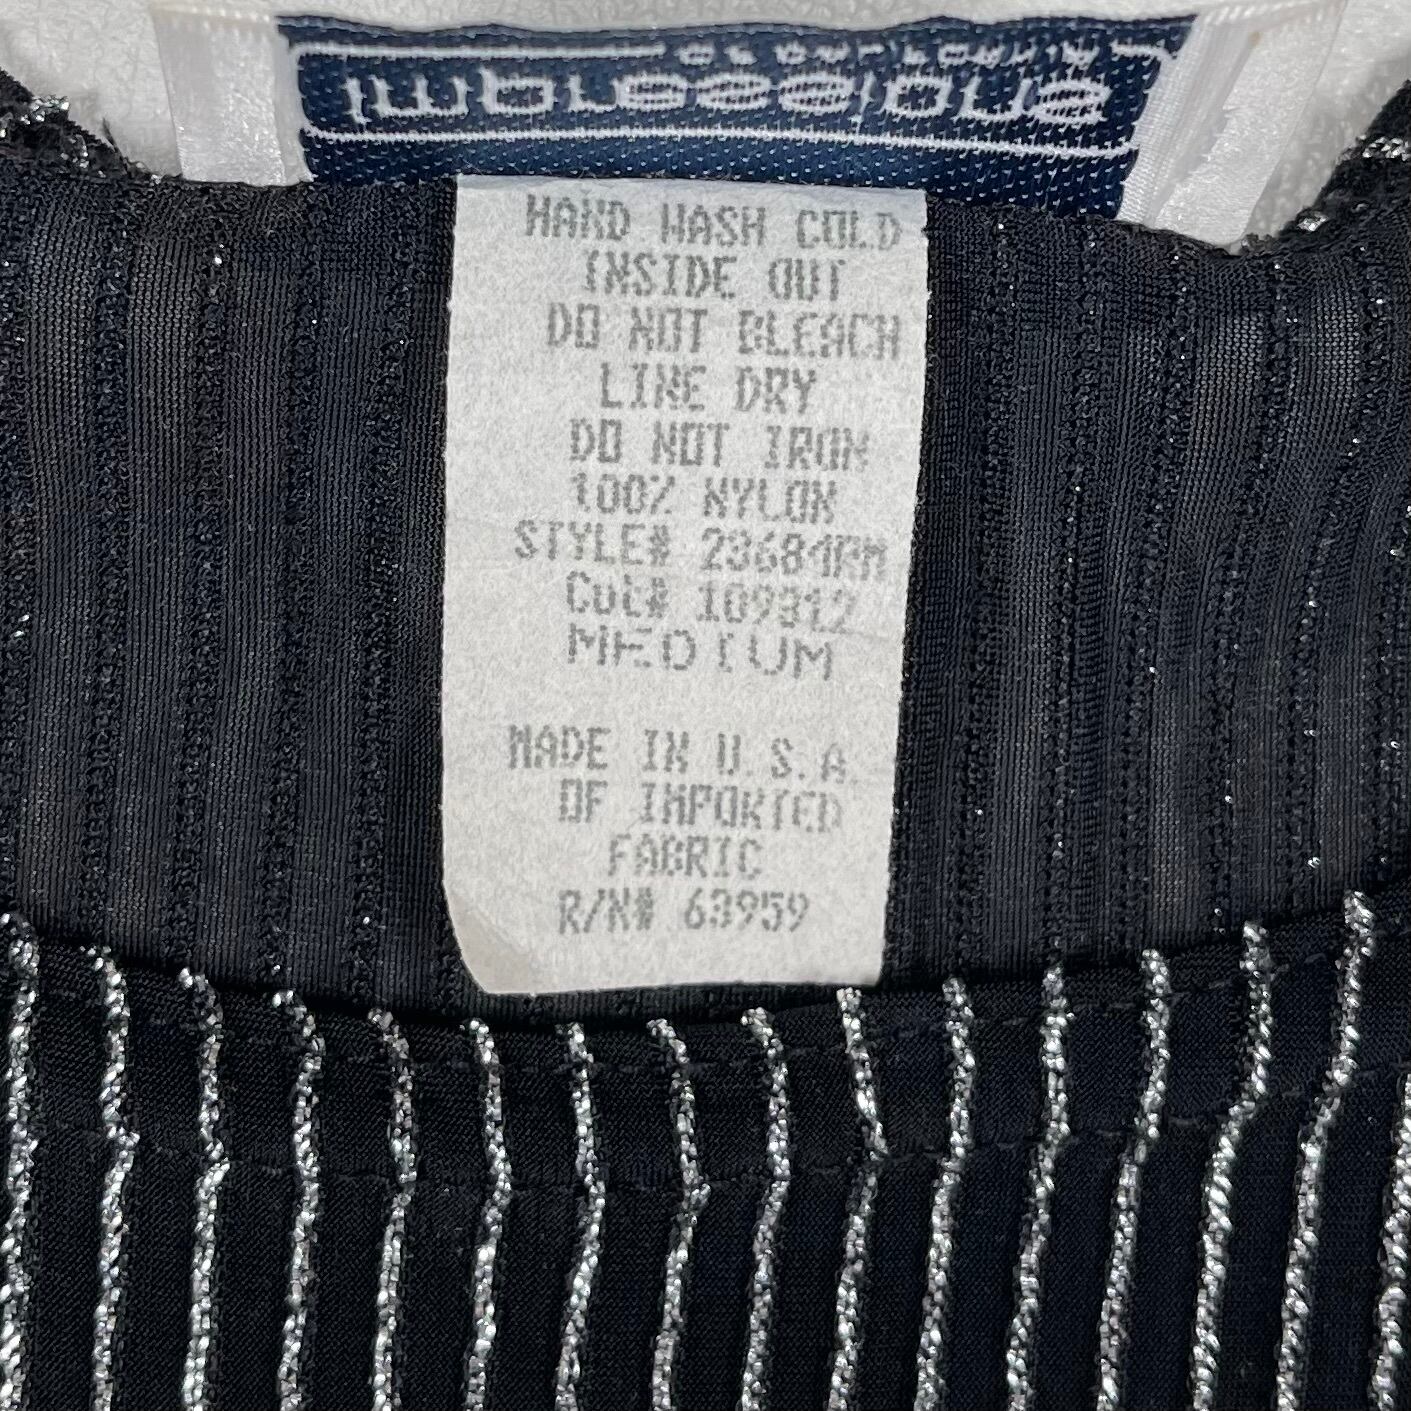 impressions
HAND WASH COLD
INSIDE OUT
DO NOT BLEACH
LINE DRY
DO NOT IRON
100% NYLON
STYLE# 23684RM
Cut# 109312
MEDIUM
MADE IN U.S.A.
OF IMPORTED
FABRIC
R/N# 63959